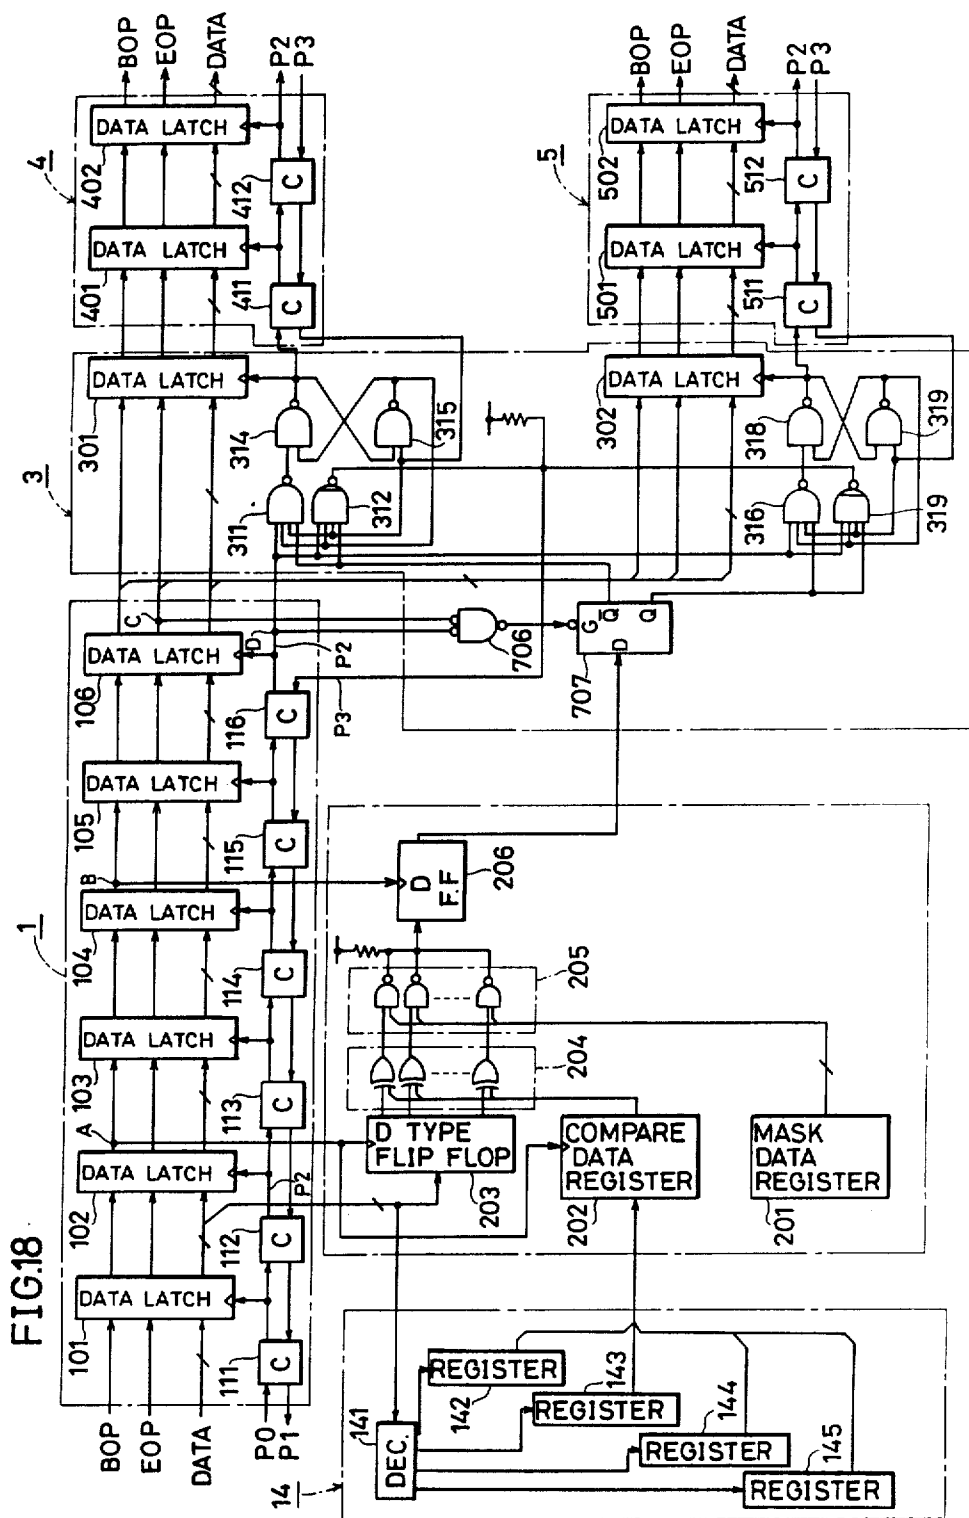 FIG.18
1
BOP
EOP
DATA
P0
P1
101
DATA LATCH
102
DATA LATCH
A
103
DATA LATCH
104
DATA LATCH
B
105
DATA LATCH
106
DATA LATCH
C
D
P2
P2
P3
111
C
112
C
113
C
114
C
115
C
116
C
3
301
DATA LATCH
311
312
314
315
302
DATA LATCH
316
319
318
319
706
707
G
D
Q
Q
4
401
DATA LATCH
402
DATA LATCH
411
C
412
C
BOP
EOP
DATA
P2
P3
5
501
DATA LATCH
502
DATA LATCH
511
C
512
C
BOP
EOP
DATA
P2
P3
D TYPE
FLIP FLOP
203
204
205
D
F.F
206
COMPARE
DATA
REGISTER
202
MASK
DATA
REGISTER
201
14
141
DEC.
REGISTER
142
REGISTER
143
REGISTER
144
REGISTER
145